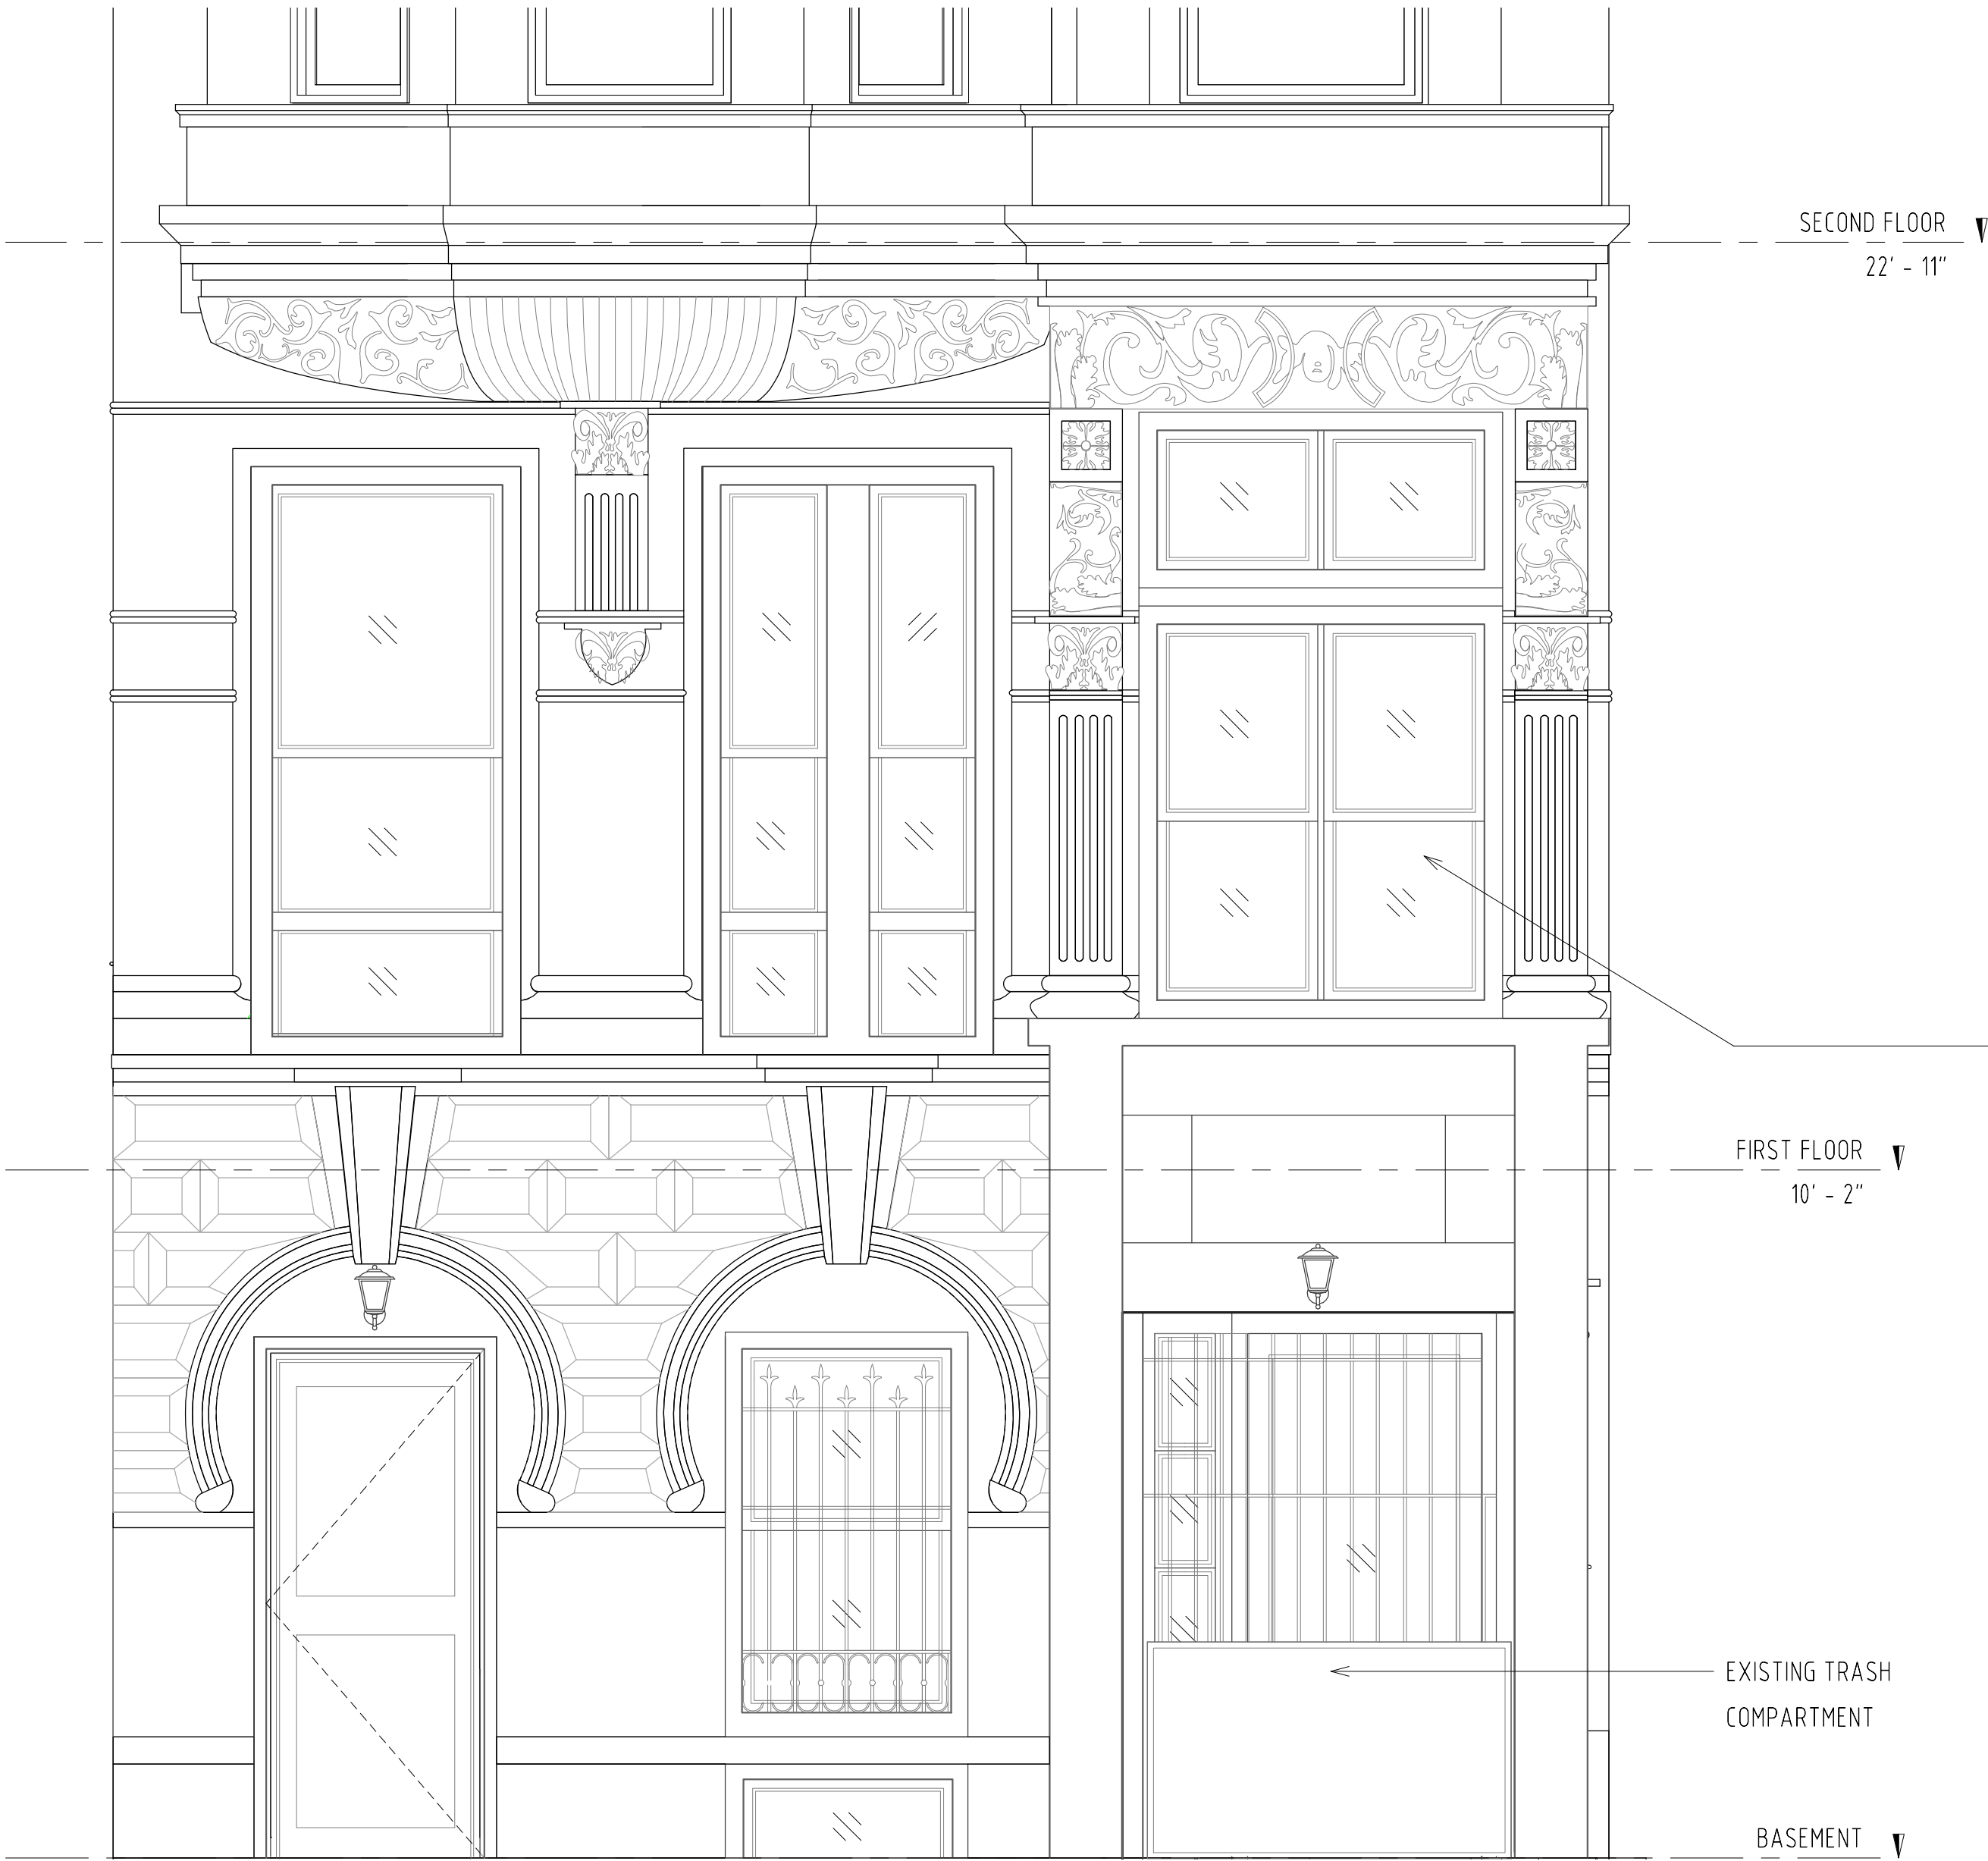 SECOND FLOOR
22' - 11"
FIRST FLOOR
10' - 2"
EXISTING TRASH
COMPARTMENT
BASEMENT